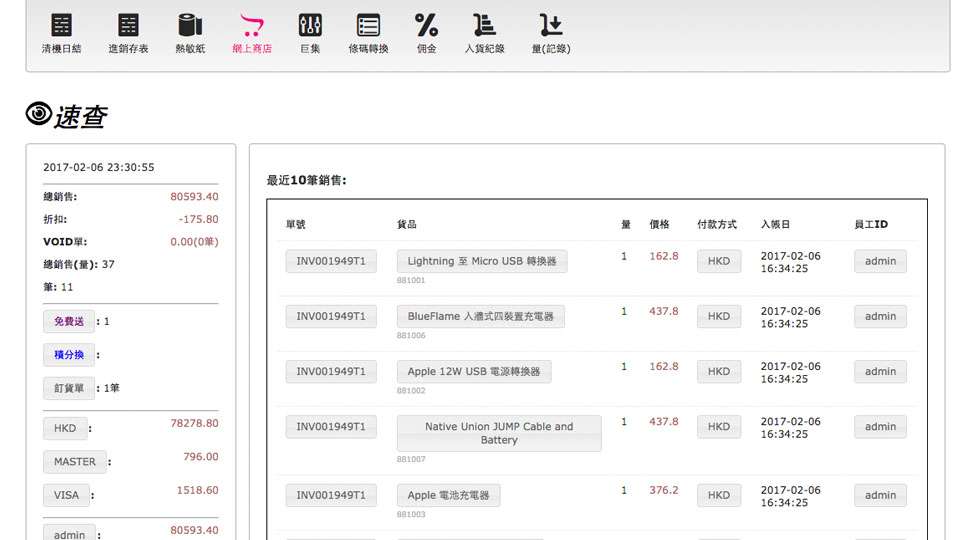 清機日結 進銷存表 熱敏紙 網上商店 巨集 條碼轉換 佣金 入貨紀錄 量(記錄)
速查
2017-02-06 23:30:55
總銷售: 80593.40
折扣: -175.80
VOID單: 0.00(0筆)
總銷售(量): 37
筆: 11
免費送 : 1
積分換 :
訂貨單 : 1筆
HKD : 78278.80
MASTER : 796.00
VISA : 1518.60
admin : 80593.40
最近10筆銷售:
單號 貨品 量 價格 付款方式 入帳日 員工ID
INV001949T1 Lightning 至 Micro USB 轉換器 1 162.8 HKD 2017-02-06 admin
16:34:25
881001
INV001949T1 BlueFlame 入牆式四裝置充電器 1 437.8 HKD 2017-02-06 admin
16:34:25
881006
INV001949T1 Apple 12W USB 電源轉換器 1 162.8 HKD 2017-02-06 admin
16:34:25
881002
INV001949T1 Native Union JUMP Cable and 1 437.8 HKD 2017-02-06 admin
Battery 16:34:25
881007
INV001949T1 Apple 電池充電器 1 376.2 HKD 2017-02-06 admin
16:34:25
881003